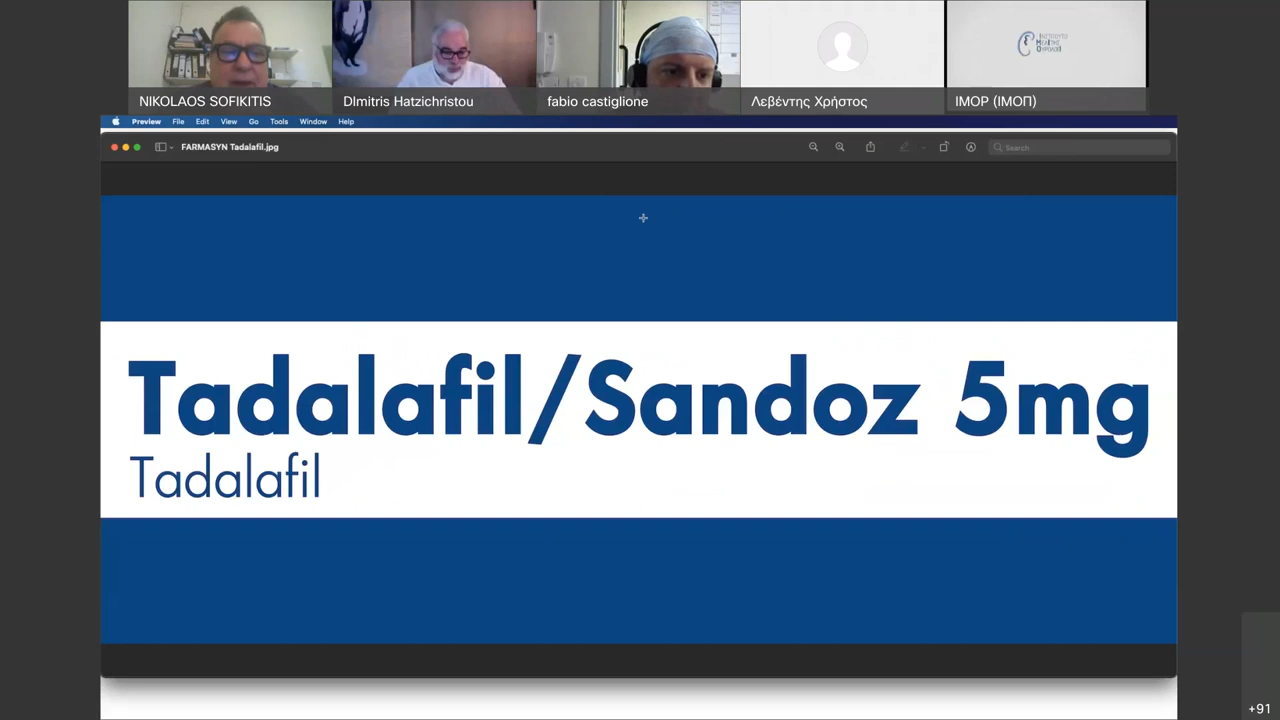 NIKOLAOS SOFIKITIS
DImitris Hatzichristou
fabio castiglione
Λεβέντης Χρήστος
ΙΜΟΡ (ΙΜΟΠ)
Preview File Edit View Go Tools Window Help
FARMASYN Tadalafil.jpg
Search
Tadalafil/Sandoz 5mg
Tadalafil
+91